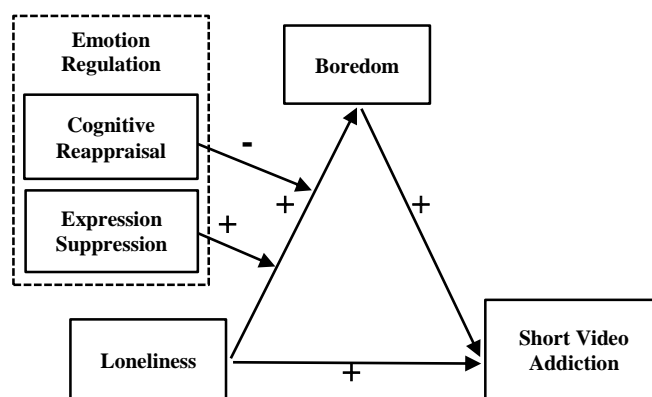 Emotion
Regulation
Boredom
Cognitive
Reappraisal
-
+
Expression
Suppression
+
+
Loneliness
+
Short Video
Addiction